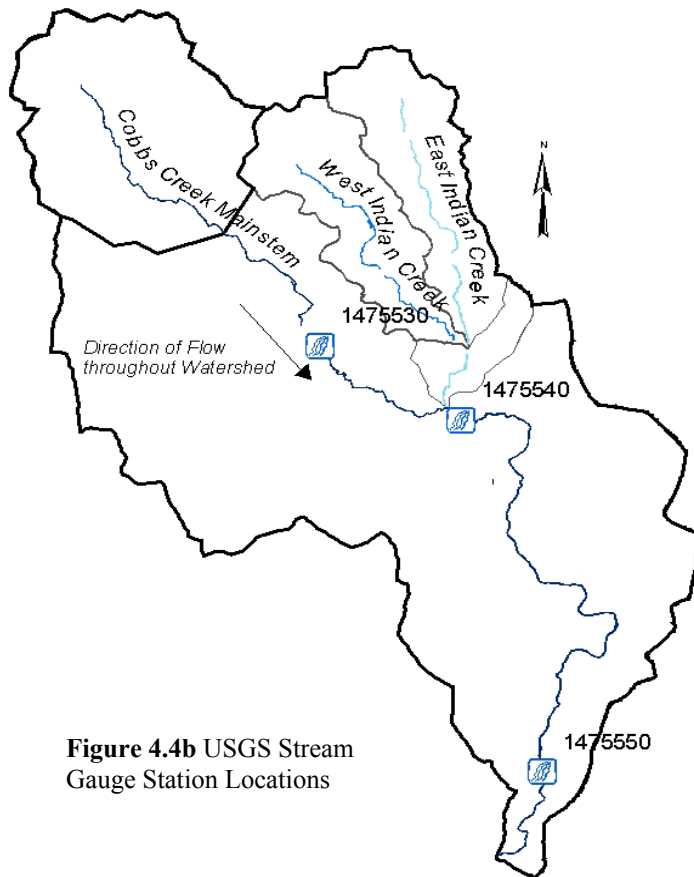 N
Cobbs Creek Mainstem
West Indian Creek
East Indian Creek
1475530
Direction of Flow
throughout Watershed
1475540
1475550
Figure 4.4b USGS Stream
Gauge Station Locations